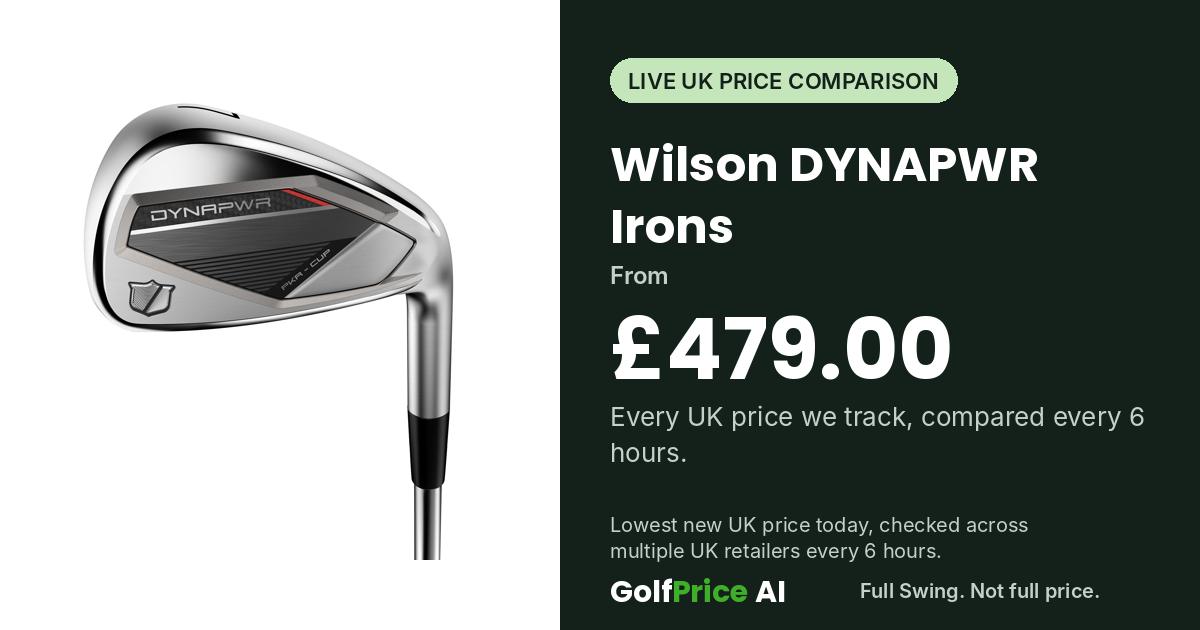 DYNAPWR
PKR - CUP
LIVE UK PRICE COMPARISON
Wilson DYNAPWR
Irons
From
£479.00
Every UK price we track, compared every 6
hours.
Lowest new UK price today, checked across
multiple UK retailers every 6 hours.
GolfPrice AI
Full Swing. Not full price.